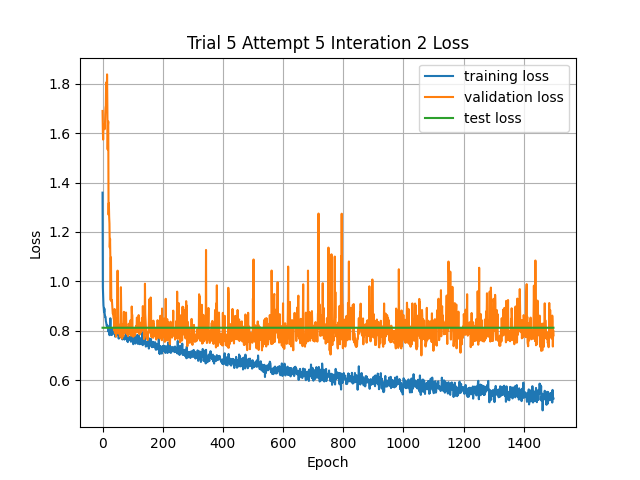 Trial 5 Attempt 5 Interation 2 Loss
training loss
validation loss
test loss
Loss
1.8
1.6
1.4
1.2
1.0
0.8
0.6
0 200 400 600 800 1000 1200 1400
Epoch